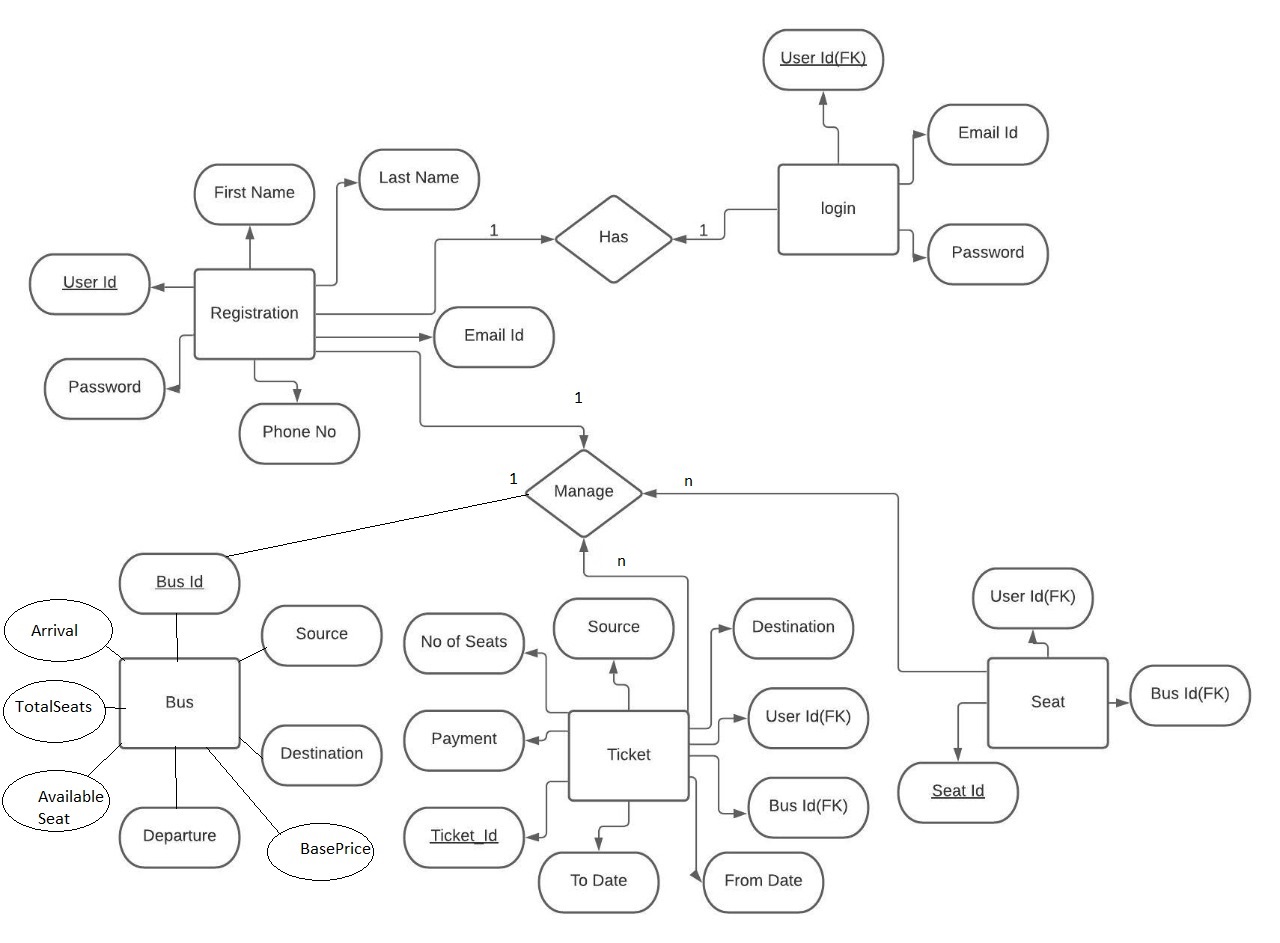 User Id(FK)
Email Id
login
Password
Last Name
First Name
1
Has
1
User Id
Registration
Email Id
Password
Phone No
1
1
Manage
n
n
Bus Id
Arrival
Source
TotalSeats
Bus
Destination
Available
Seat
Departure
BasePrice
No of Seats
Source
Destination
Payment
Ticket
User Id(FK)
Bus Id(FK)
Ticket_Id
To Date
From Date
User Id(FK)
Seat
Bus Id(FK)
Seat Id